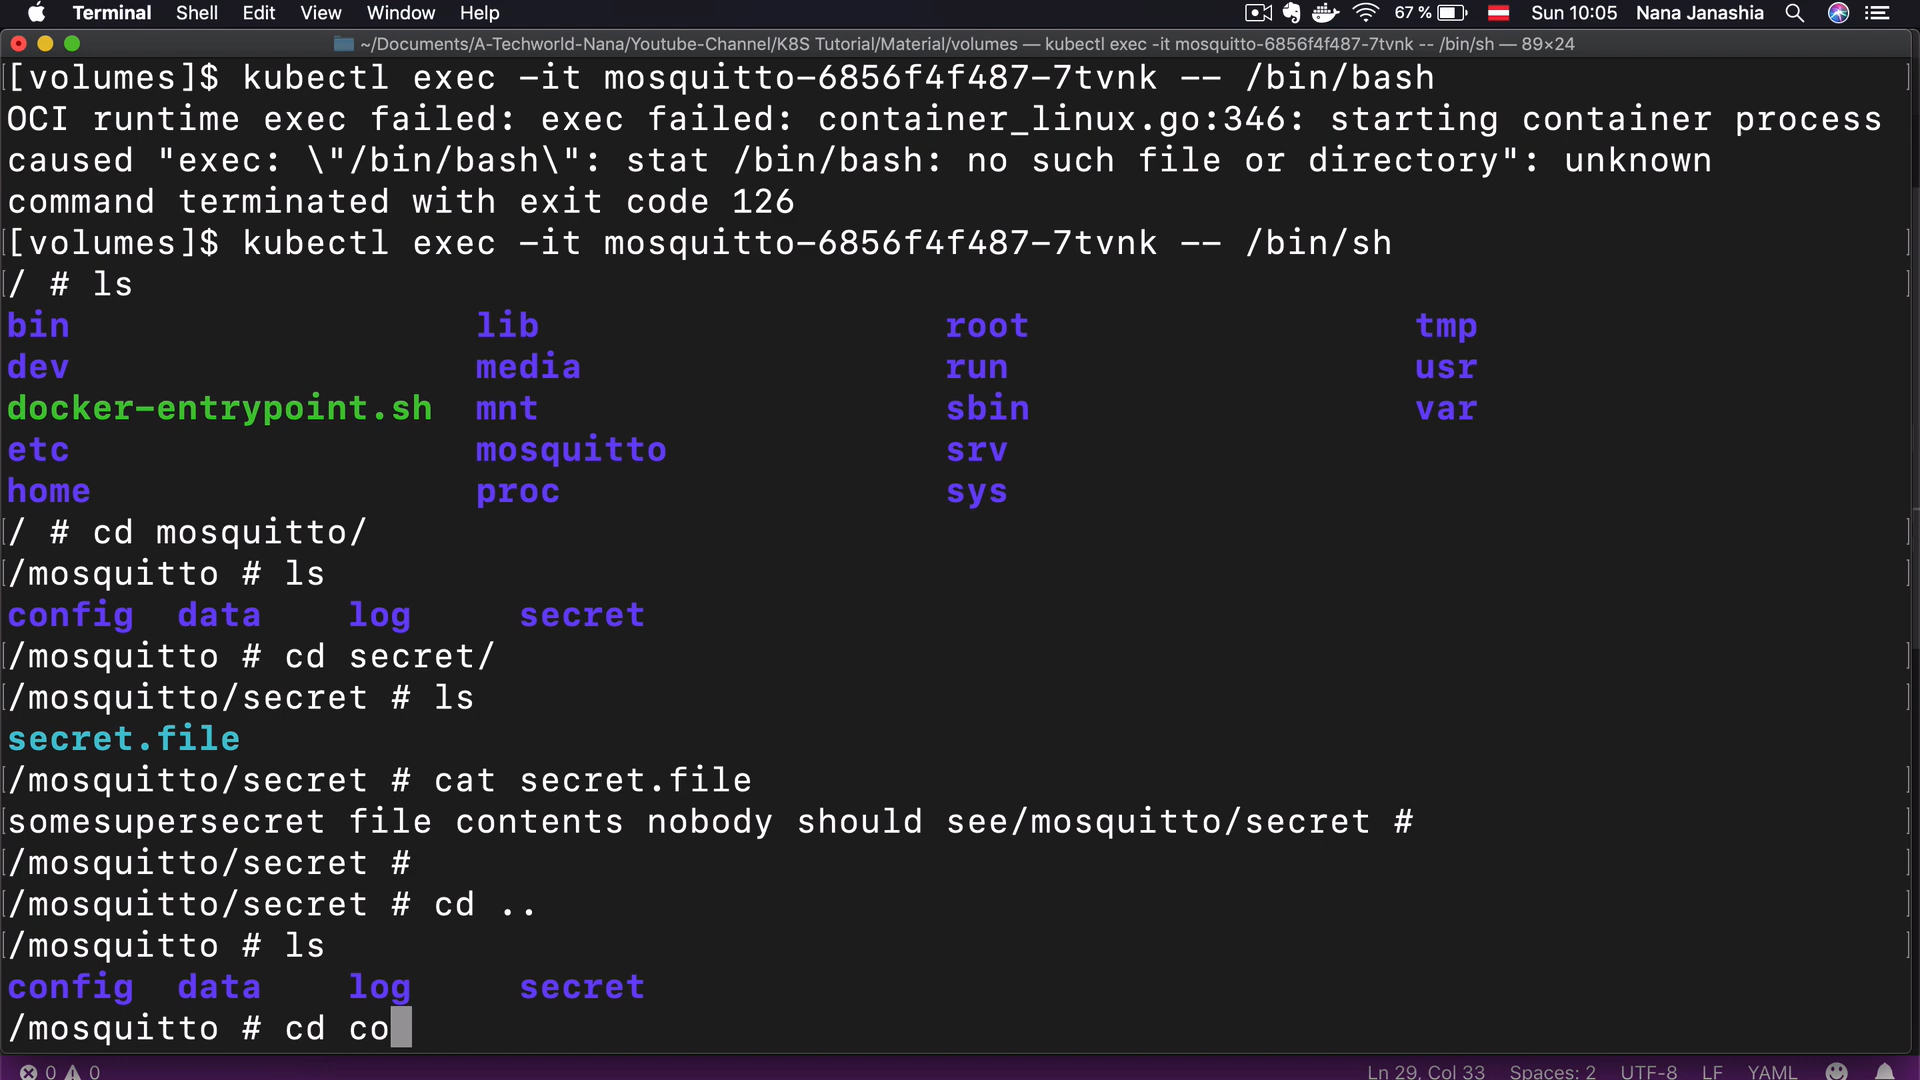 Terminal Shell Edit View Window Help 67 % Sun 10:05 Nana Janashia
~/Documents/A-Techworld-Nana/Youtube-Channel/K8S Tutorial/Material/volumes — kubectl exec -it mosquitto-6856f4f487-7tvnk -- /bin/sh — 89×24
[volumes]$ kubectl exec -it mosquitto-6856f4f487-7tvnk -- /bin/bash
OCI runtime exec failed: exec failed: container_linux.go:346: starting container process
caused "exec: \"/bin/bash\": stat /bin/bash: no such file or directory": unknown
command terminated with exit code 126
[volumes]$ kubectl exec -it mosquitto-6856f4f487-7tvnk -- /bin/sh
/ # ls
bin lib root tmp
dev media run usr
docker-entrypoint.sh mnt sbin var
etc mosquitto srv
home proc sys
/ # cd mosquitto/
/mosquitto # ls
config data log secret
/mosquitto # cd secret/
/mosquitto/secret # ls
secret.file
/mosquitto/secret # cat secret.file
somesupersecret file contents nobody should see/mosquitto/secret #
/mosquitto/secret #
/mosquitto/secret # cd ..
/mosquitto # ls
config data log secret
/mosquitto # cd co
0 0 Ln 29, Col 33 Spaces: 2 UTF-8 LF YAML